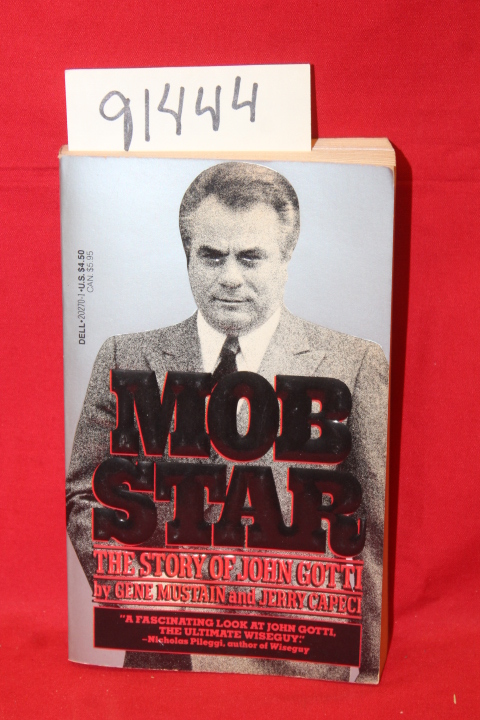 91444
DELL • 20270-1 • U.S. $4.50
CAN. $5.95
MOB
STAR
THE STORY OF JOHN GOTTI
by GENE MUSTAIN and JERRY CAPECI
"A FASCINATING LOOK AT JOHN GOTTI,
THE ULTIMATE WISEGUY."
–Nicholas Pileggi, author of Wiseguy